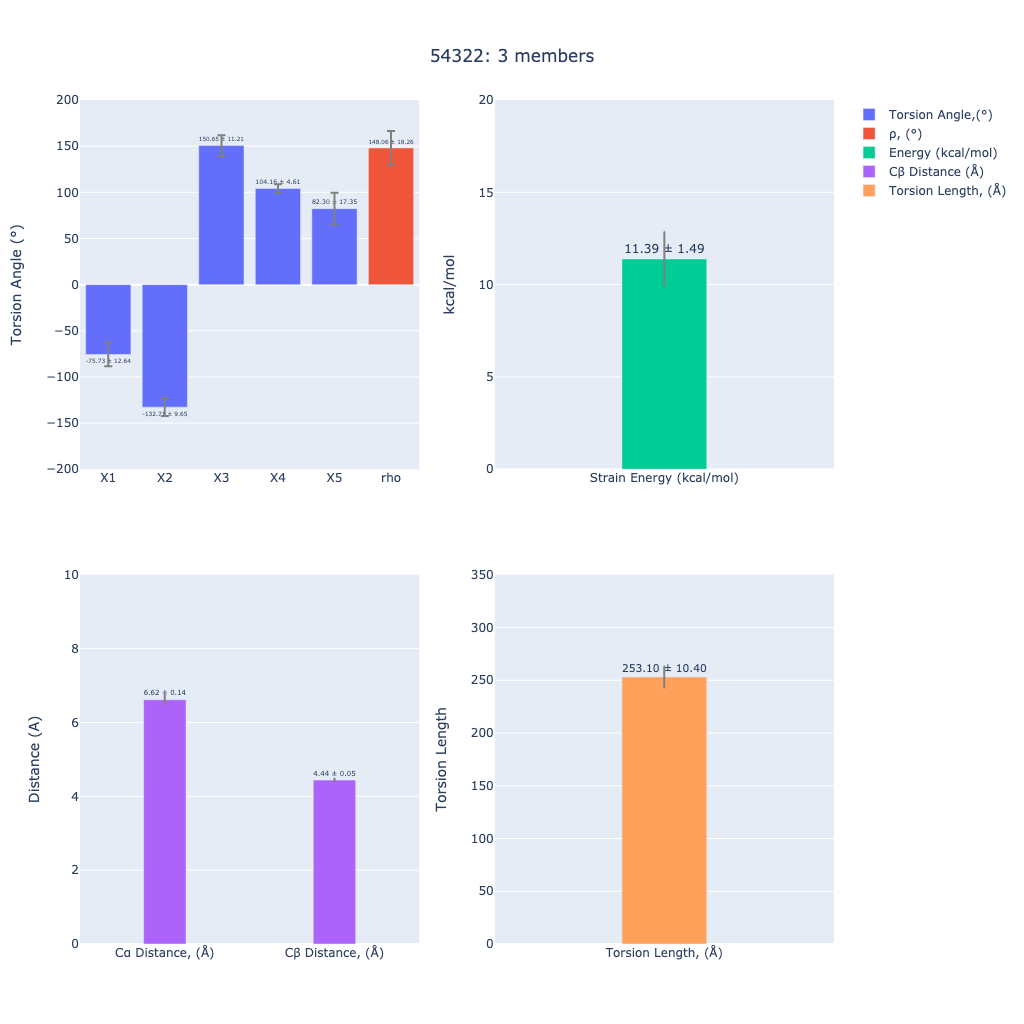 54322: 3 members
Torsion Angle (°)
200
150
100
50
0
−50
−100
−150
−200
150.65 ± 11.21
104.16 ± 4.61
82.30 ± 17.35
148.06 ± 18.26
-75.73 ± 12.64
± 9.65
X1 X2 X3 X4 X5 rho
kcal/mol
20
15
10
5
0
11.39 ± 1.49
Strain Energy (kcal/mol)
Torsion Angle,(°)
ρ, (°)
Energy (kcal/mol)
Cβ Distance (Å)
Torsion Length, (Å)
Distance (A)
10
8
6
4
2
0
6.62 ± 0.14
4.44 ± 0.05
Cα Distance, (Å) Cβ Distance, (Å)
Torsion Length
350
300
250
200
150
100
50
0
253.10 ± 10.40
Torsion Length, (Å)